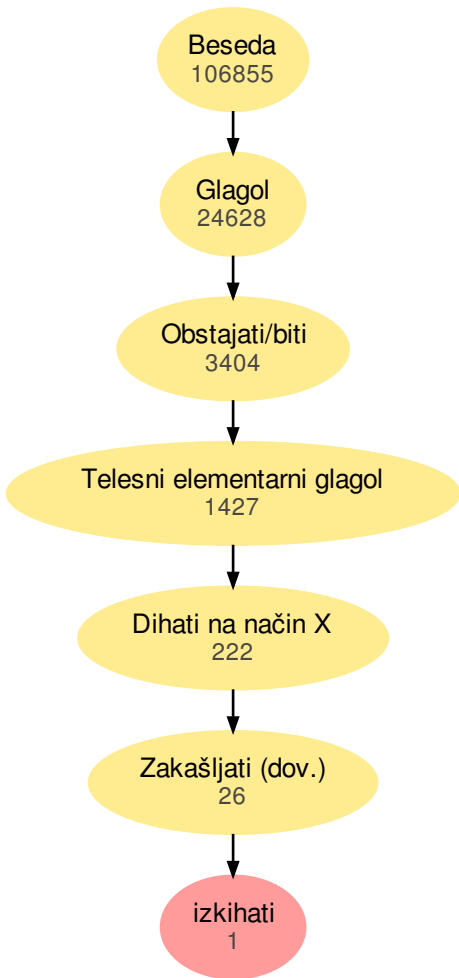 Beseda
106855
Glagol
24628
Obstajati/biti
3404
Telesni elementarni glagol
1427
Dihati na način X
222
Zakašljati (dov.)
26
izkihati
1